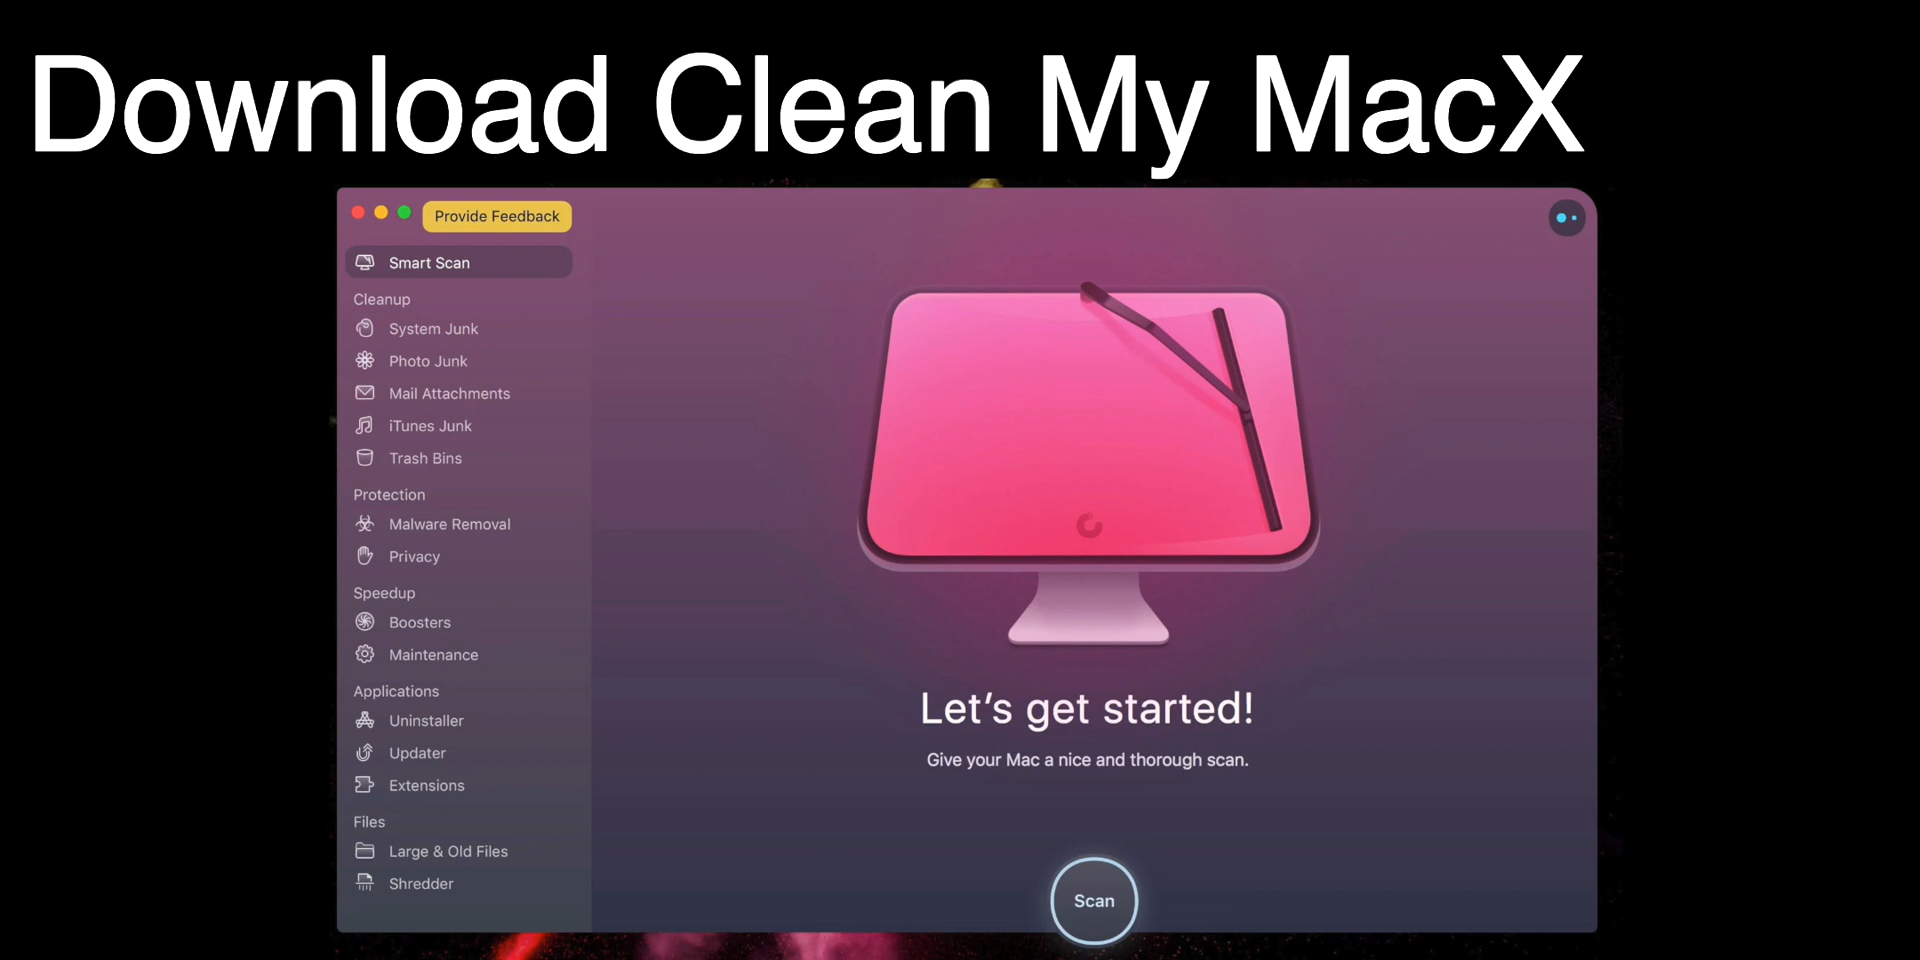 Download Clean My MacX
Provide Feedback
Smart Scan
Cleanup
System Junk
Photo Junk
Mail Attachments
iTunes Junk
Trash Bins
Protection
Malware Removal
Privacy
Speedup
Boosters
Maintenance
Applications
Uninstaller
Updater
Extensions
Files
Large & Old Files
Shredder
Let‘s get started!
Give your Mac a nice and thorough scan.
Scan